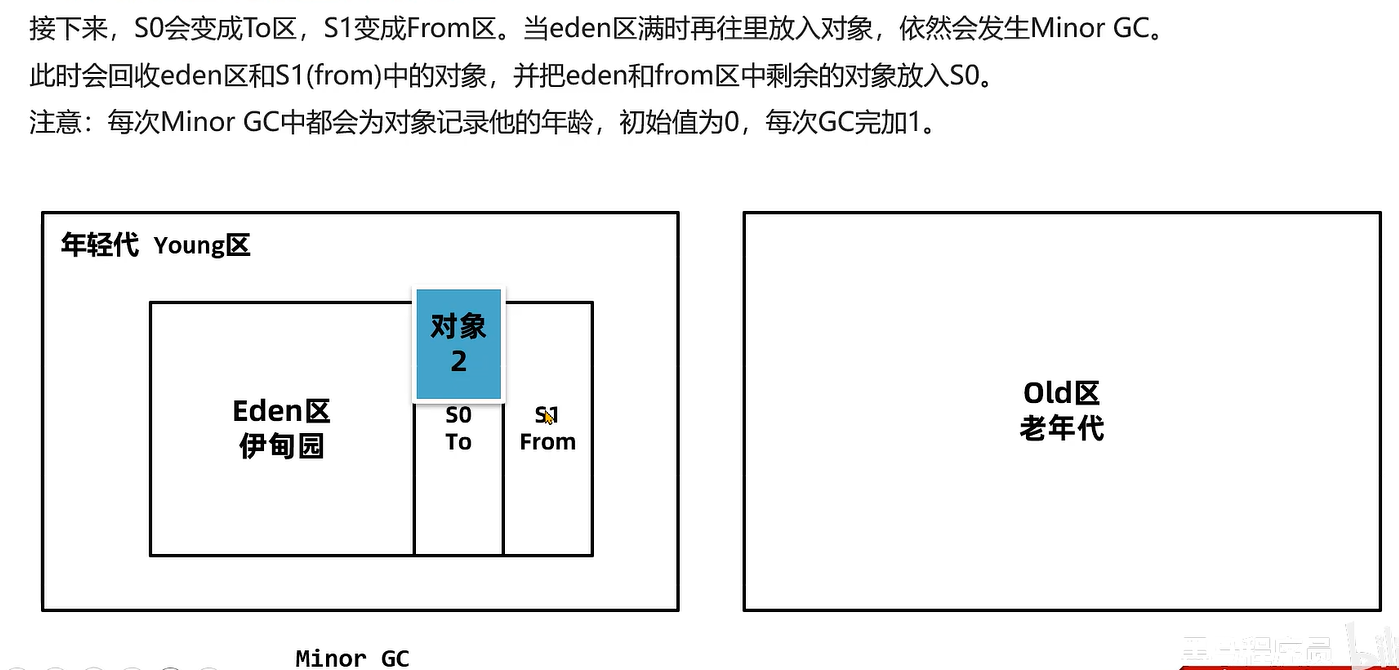 接下来，S0会变成To区，S1变成From区。当eden区满时再往里放入对象，依然会发生Minor GC。
此时会回收eden区和S1(from)中的对象，并把eden和from区中剩余的对象放入S0。
注意：每次Minor GC中都会为对象记录他的年龄，初始值为0，每次GC完加1。
年轻代 Young区
对象
2
Eden区
伊甸园
S0
To
S1
From
Old区
老年代
Minor GC